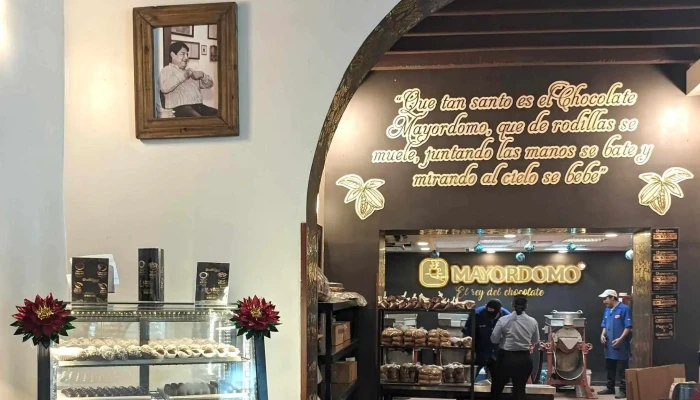 "Que tan santo es el Chocolate
Mayordomo, que de rodillas se
muele, juntando las manos se bate y
mirando al cielo se bebe"
MAYORDOMO
El rey del chocolate